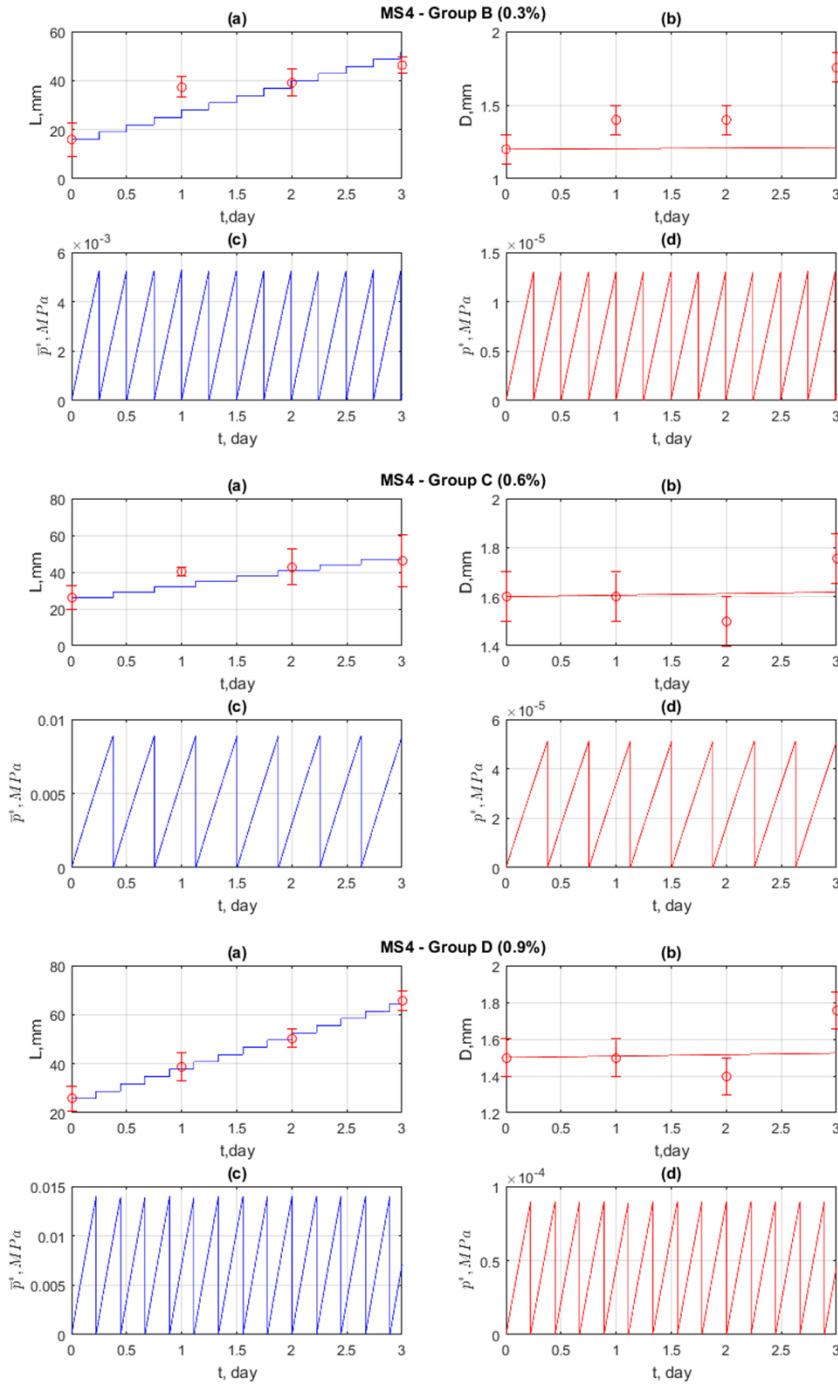 MS4 - Group B (0.3%)
(a)
(b)
60
40
20
0
L,mm
0 0.5 1 1.5 2 2.5 3
t,day
2
1.5
1
D,mm
0 0.5 1 1.5 2 2.5 3
t,day
(c)
(d)
×10⁻³
6
4
2
0
p̅*, MPa
0 0.5 1 1.5 2 2.5 3
t, day
×10⁻⁵
1.5
1
0.5
0
p*, MPa
0 0.5 1 1.5 2 2.5 3
t, day
MS4 - Group C (0.6%)
(a)
(b)
80
60
40
20
0
L,mm
0 0.5 1 1.5 2 2.5 3
t,day
2
1.8
1.6
1.4
D,mm
0 0.5 1 1.5 2 2.5 3
t,day
(c)
(d)
0.01
0.005
0
p̅*, MPa
0 0.5 1 1.5 2 2.5 3
t, day
×10⁻⁵
6
4
2
0
p*, MPa
0 0.5 1 1.5 2 2.5 3
t, day
MS4 - Group D (0.9%)
(a)
(b)
80
60
40
20
L,mm
0 0.5 1 1.5 2 2.5 3
t,day
2
1.8
1.6
1.4
1.2
D,mm
0 0.5 1 1.5 2 2.5 3
t,day
(c)
(d)
0.015
0.01
0.005
0
p̅*, MPa
0 0.5 1 1.5 2 2.5 3
t, day
×10⁻⁴
1
0.5
0
p*, MPa
0 0.5 1 1.5 2 2.5 3
t, day